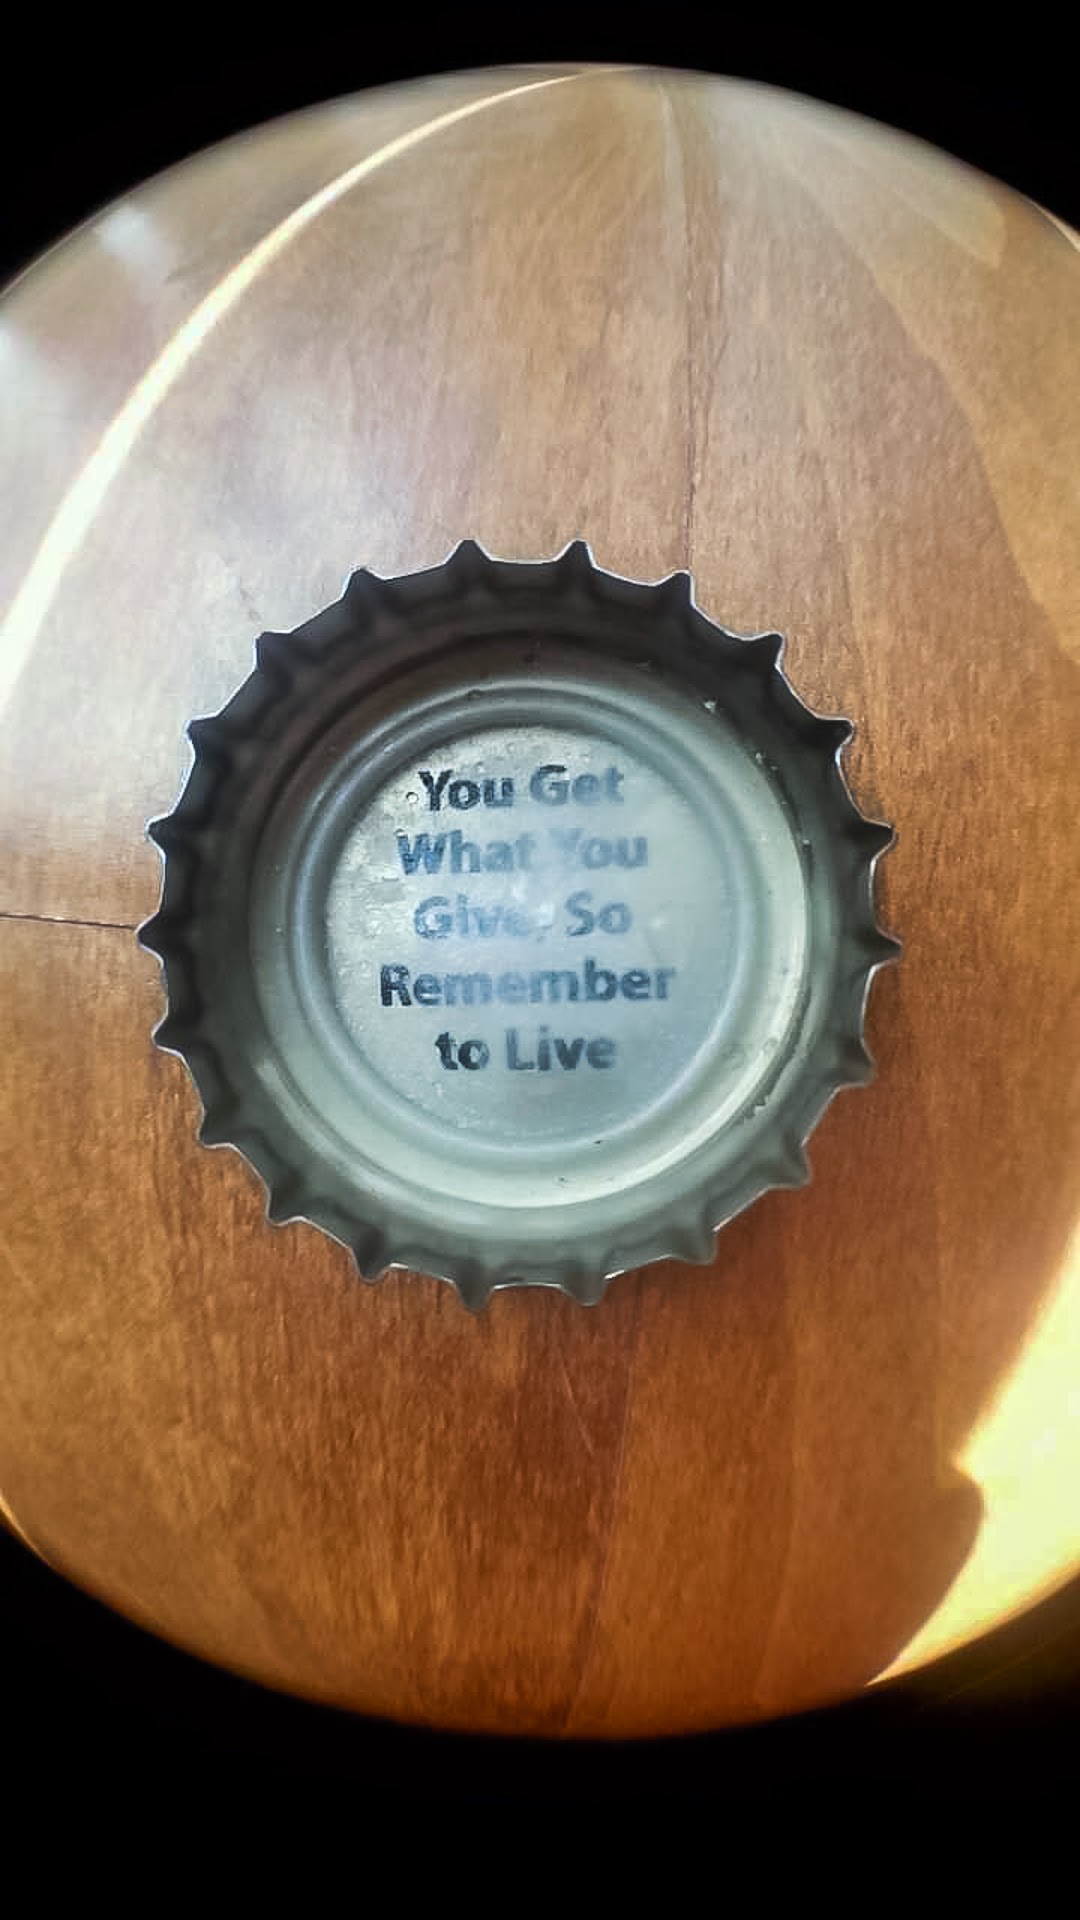 You Get
What You
Give, So
Remember
to Live